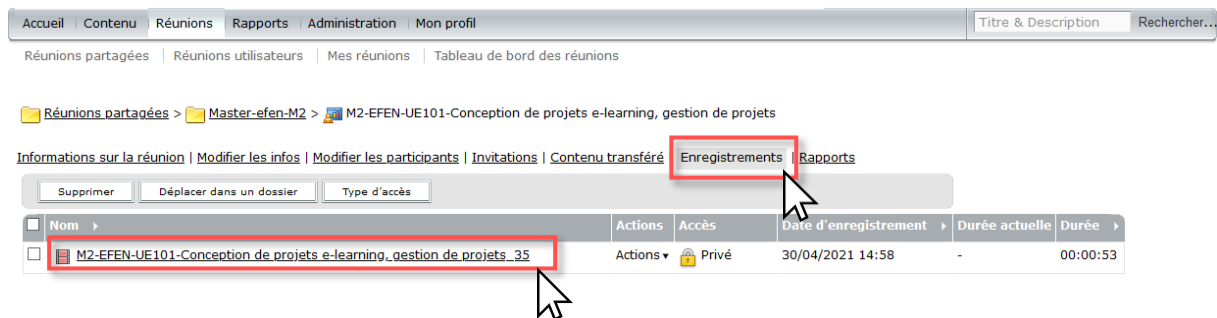 Accueil | Contenu | Réunions | Rapports | Administration | Mon profil Titre & Description Rechercher...
Réunions partagées | Réunions utilisateurs | Mes réunions | Tableau de bord des réunions
Réunions partagées > Master-efen-M2 > M2-EFEN-UE101-Conception de projets e-learning, gestion de projets
Informations sur la réunion | Modifier les infos | Modifier les participants | Invitations | Contenu transféré | Enregistrements | Rapports
Supprimer Déplacer dans un dossier Type d'accès
Nom Actions Accès Date d'enregistrement Durée actuelle Durée
M2-EFEN-UE101-Conception de projets e-learning, gestion de projets_35 Actions Privé 30/04/2021 14:58 - 00:00:53